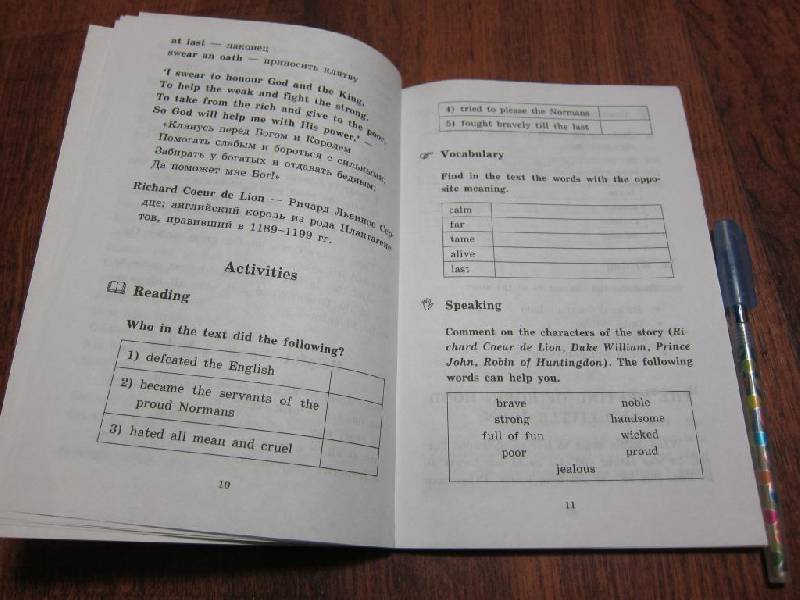 at last — наконец
swear an oath — приносить клятву
'I swear to honour God and the King,
To help the weak and fight the strong,
To take from the rich and give to the poor,
So God will help me with His power.' —
«Клянусь перед Богом и Королем
Помогать слабым и бороться с сильными;
Забирать у богатых и отдавать бедным;
Да поможет мне Бог!»
Richard Coeur de Lion — Ричард Львиное Сер-
дце; английский король из рода Плантагене-
тов, правивший в 1189–1199 гг.
Activities
Reading
Who in the text did the following?
1) defeated the English
2) became the servants of the
proud Normans
3) hated all mean and cruel
10
4) tried to please the Normans
5) fought bravely till the last
Vocabulary
Find in the text the words with the oppo-
site meaning.
calm
far
tame
alive
last
Speaking
Comment on the characters of the story (Ri-
chard Coeur de Lion, Duke William, Prince
John, Robin of Huntingdon). The following
words can help you.
brave noble
strong handsome
full of fun wicked
poor proud
jealous
11